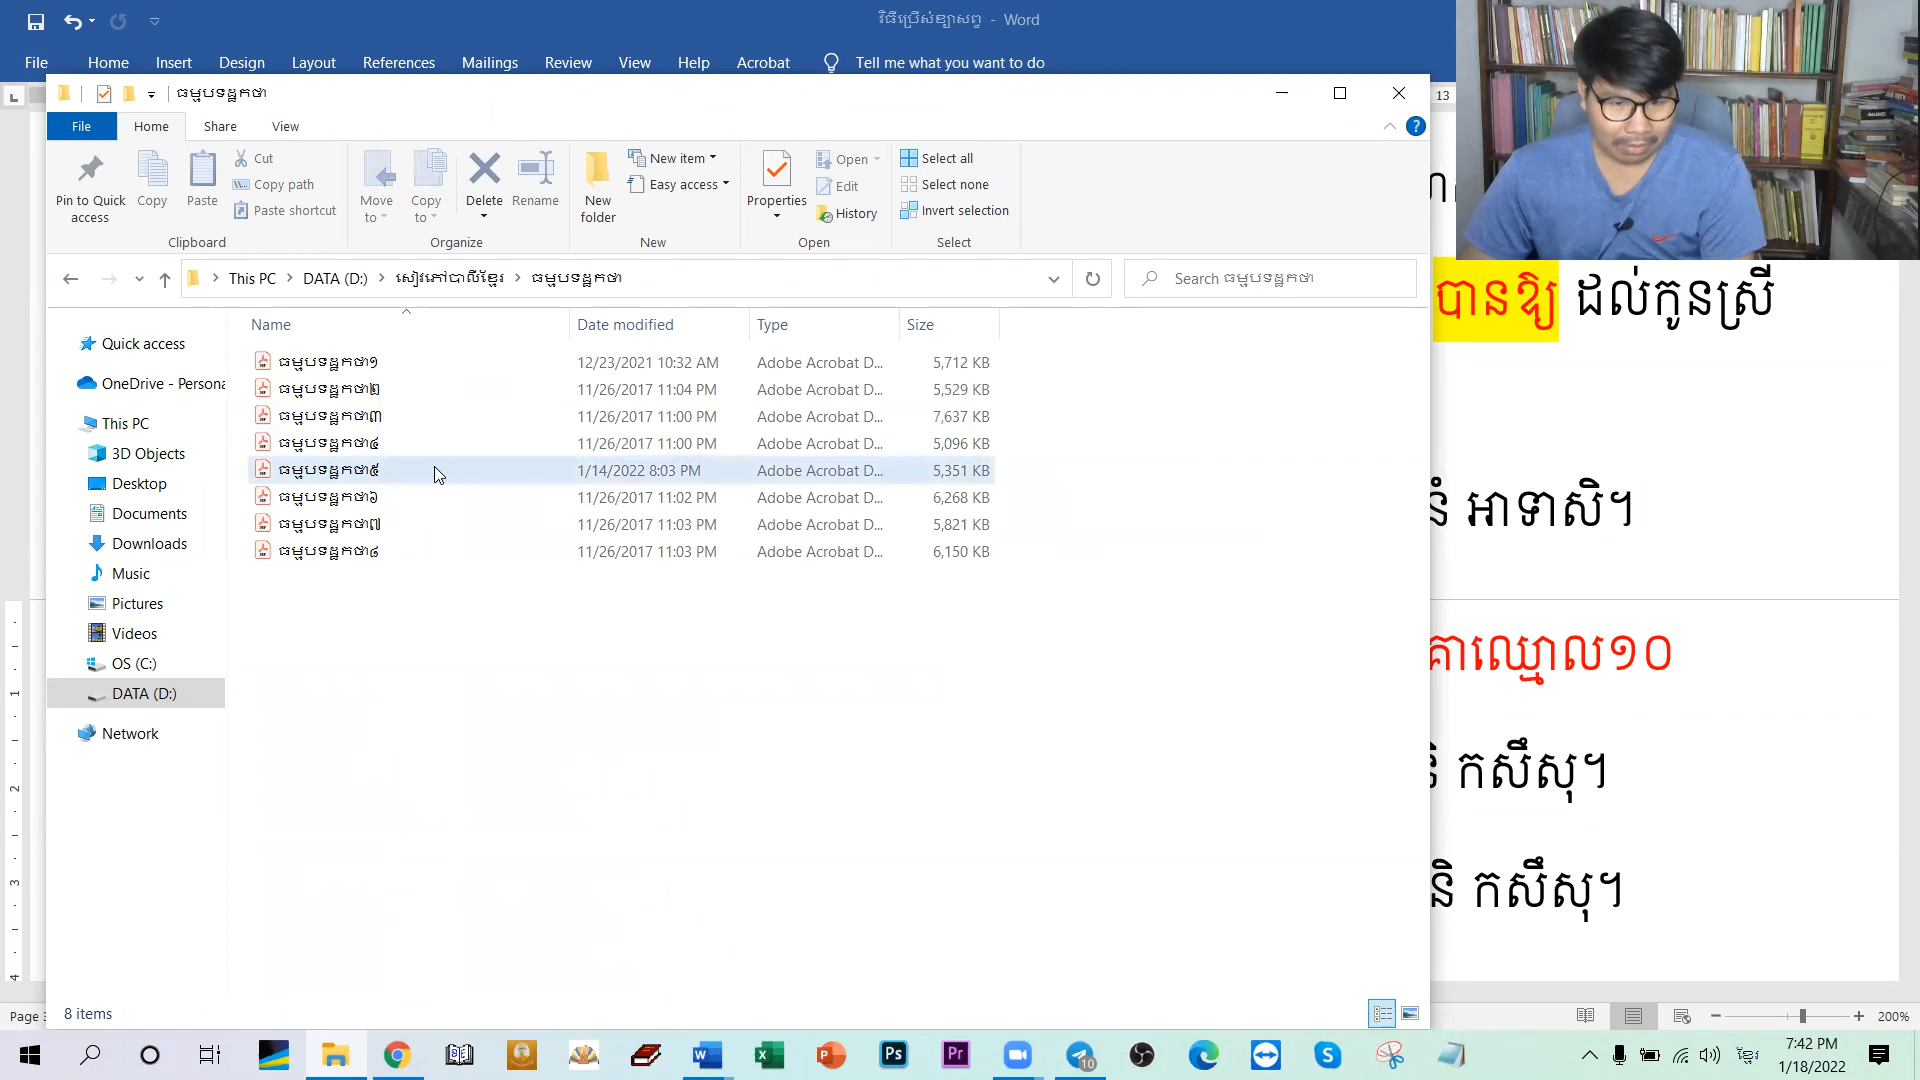 វិធីប្រើសំខ្យាសព្ទ - Word
File Home Insert Design Layout References Mailings Review View Help Acrobat Tell me what you want to do
ធម្មបទដ្ឋកថា
File Home Share View
Pin to Quick access
Copy
Paste
Cut
Copy path
Paste shortcut
Clipboard
Move to
Copy to
Delete
Rename
Organize
New folder
New item
Easy access
New
Properties
Open
Edit
History
Open
Select all
Select none
Invert selection
Select
This PC DATA (D:) សៀវភៅបាលីខ្មែរ ធម្មបទដ្ឋកថា
Search ធម្មបទដ្ឋកថា
13
Quick access
OneDrive - Persona
This PC
3D Objects
Desktop
Documents
Downloads
Music
Pictures
Videos
OS (C:)
DATA (D:)
Network
Name Date modified Type Size
ធម្មបទដ្ឋកថា១ 12/23/2021 10:32 AM Adobe Acrobat D... 5,712 KB
ធម្មបទដ្ឋកថា២ 11/26/2017 11:04 PM Adobe Acrobat D... 5,529 KB
ធម្មបទដ្ឋកថា៣ 11/26/2017 11:00 PM Adobe Acrobat D... 7,637 KB
ធម្មបទដ្ឋកថា៤ 11/26/2017 11:00 PM Adobe Acrobat D... 5,096 KB
ធម្មបទដ្ឋកថា៥ 1/14/2022 8:03 PM Adobe Acrobat D... 5,351 KB
ធម្មបទដ្ឋកថា៦ 11/26/2017 11:02 PM Adobe Acrobat D... 6,268 KB
ធម្មបទដ្ឋកថា៧ 11/26/2017 11:03 PM Adobe Acrobat D... 5,821 KB
ធម្មបទដ្ឋកថា៨ 11/26/2017 11:03 PM Adobe Acrobat D... 6,150 KB
បានឱ្យ ដល់កូនស្រី
នំ អាទាសិ។
គាឈ្មោល១០
និ កសឹសុ។
និ កសឹសុ។
8 items
Page
200%
7:42 PM
ខ្មែរ
1/18/2022